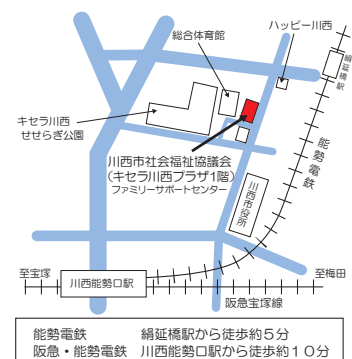 ハッピー川西
総合体育館
絹延橋駅
キセラ川西
せせらぎ公園
能勢電鉄
川西市社会福祉協議会
(キセラ川西プラザ1階)
ファミリーサポートセンター
川西市役所
至宝塚
川西能勢口駅
至梅田
阪急宝塚線
能勢電鉄 絹延橋駅から徒歩約5分
阪急・能勢電鉄 川西能勢口駅から徒歩約10分